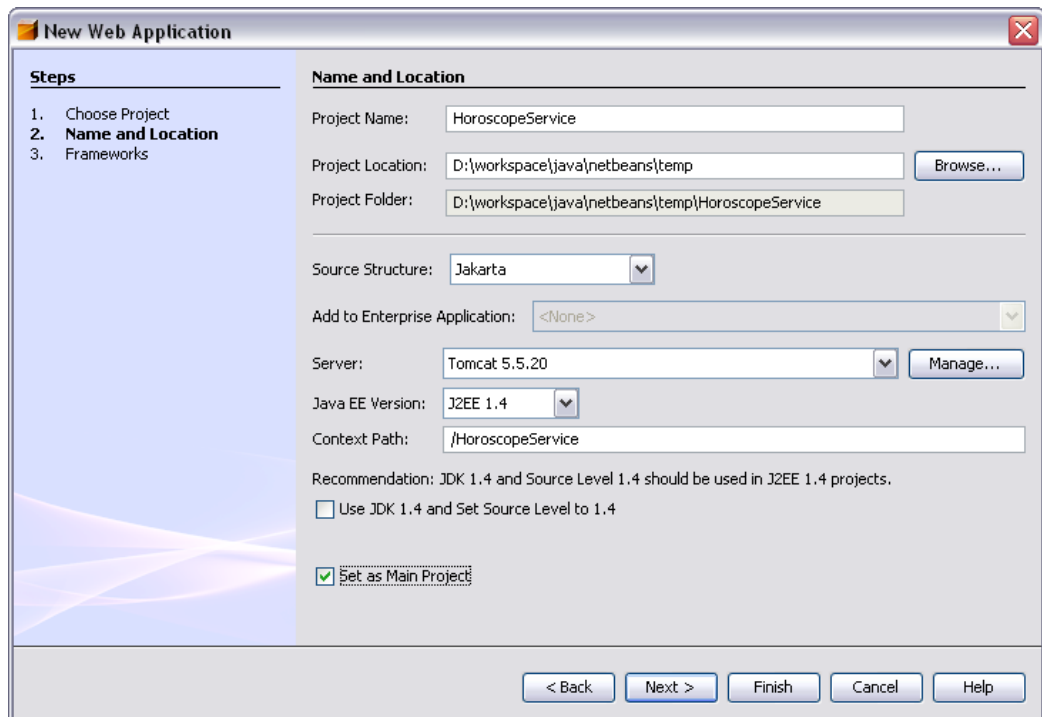 New Web Application
Steps
1. Choose Project
2. Name and Location
3. Frameworks
Name and Location
Project Name: HoroscopeService
Project Location: D:\workspace\java\netbeans\temp Browse...
Project Folder: D:\workspace\java\netbeans\temp\HoroscopeService
Source Structure: Jakarta
Add to Enterprise Application: <None>
Server: Tomcat 5.5.20 Manage...
Java EE Version: J2EE 1.4
Context Path: /HoroscopeService
Recommendation: JDK 1.4 and Source Level 1.4 should be used in J2EE 1.4 projects.
Use JDK 1.4 and Set Source Level to 1.4
Set as Main Project
< Back Next > Finish Cancel Help